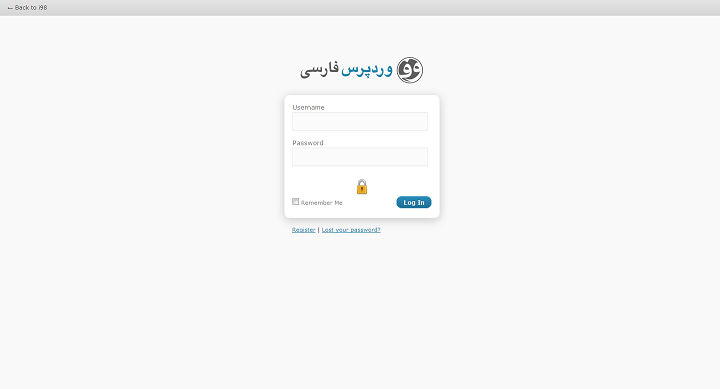 ← Back to i98
وردپرس فارسی
Username
Password
Remember Me
Log In
Register | Lost your password?